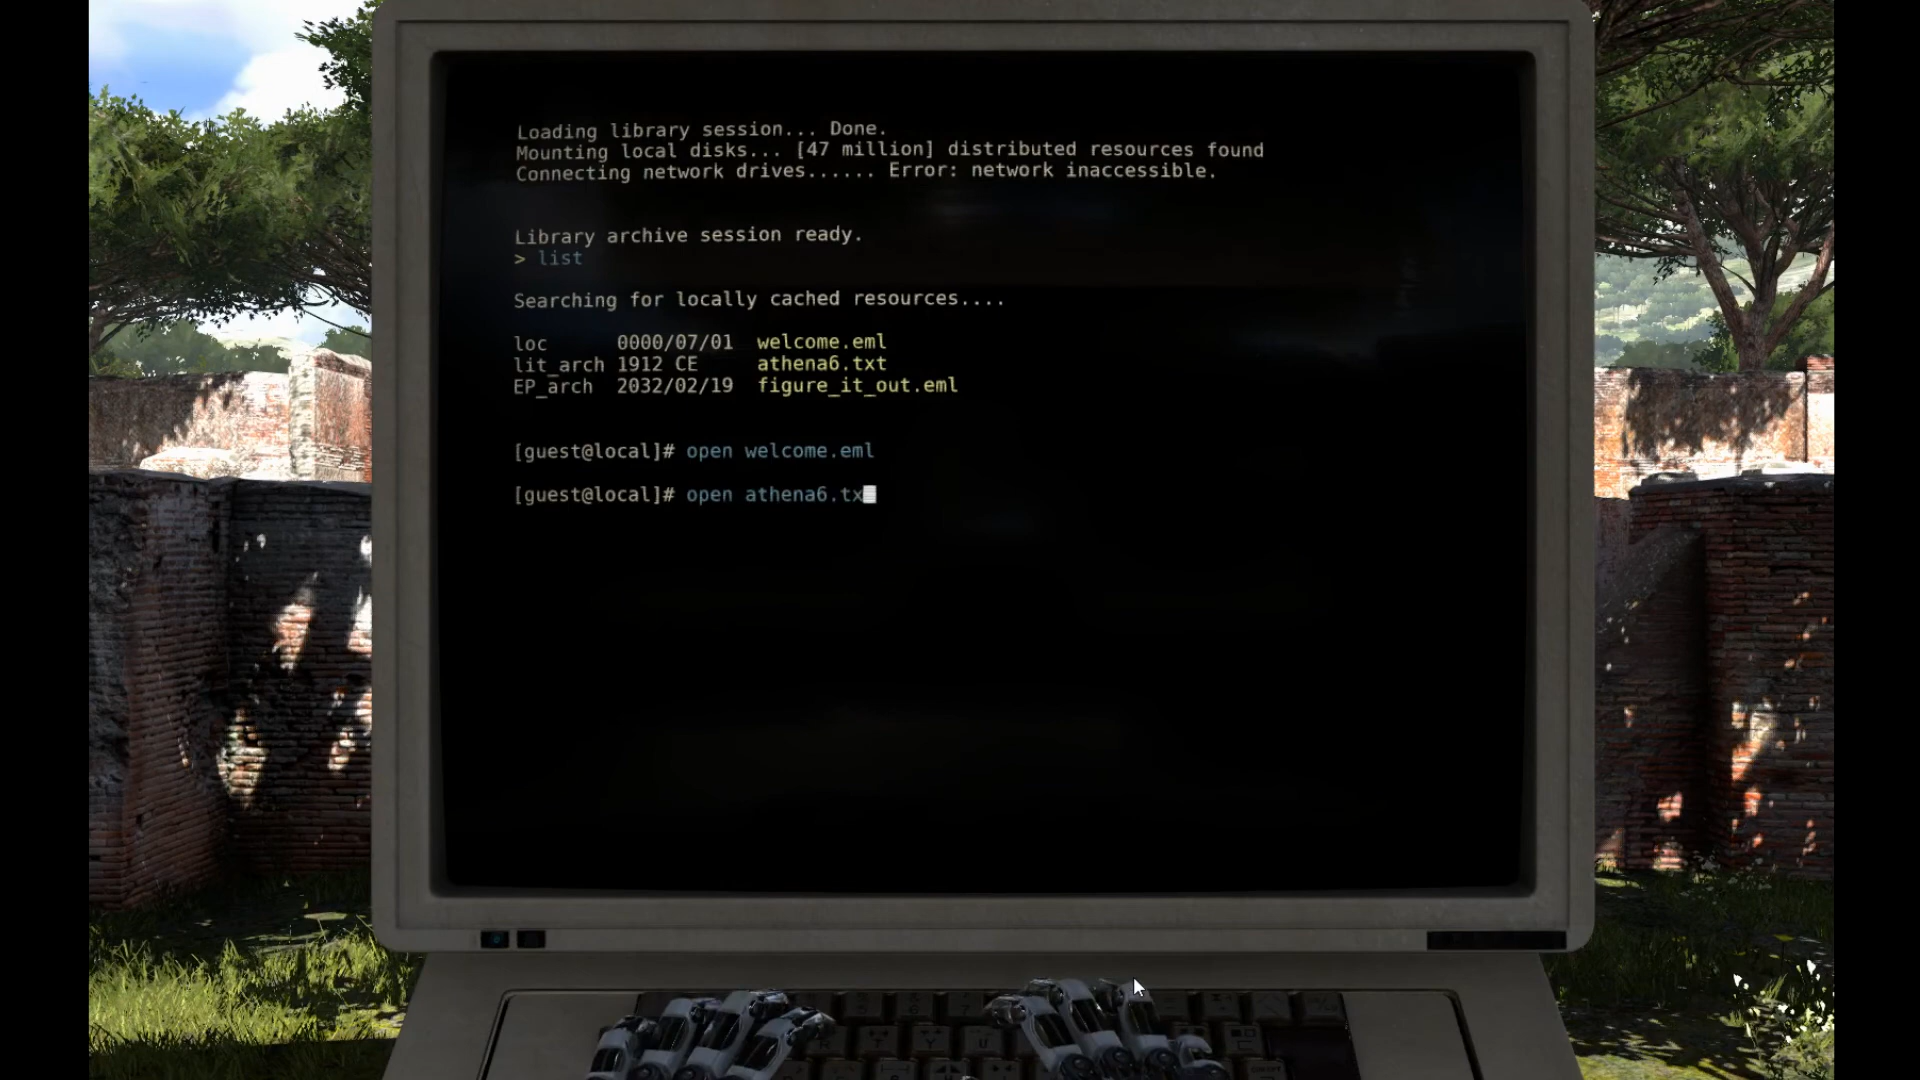 Loading library session... Done.
Mounting local disks... [47 million] distributed resources found
Connecting network drives...... Error: network inaccessible.
Library archive session ready.
> list
Searching for locally cached resources....
loc 0000/07/01 welcome.eml
lit_arch 1912 CE athena6.txt
EP_arch 2032/02/19 figure_it_out.eml
[guest@local]# open welcome.eml
[guest@local]# open athena6.tx